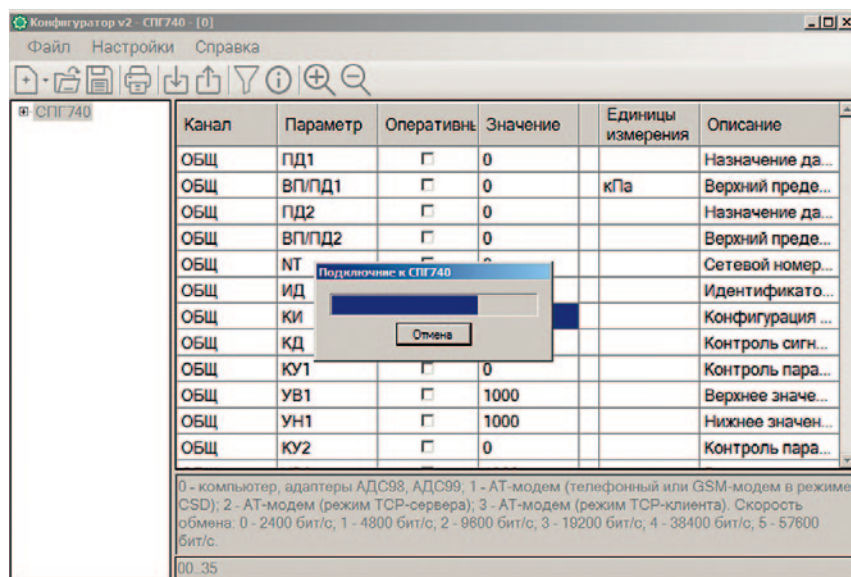 Конфигуратор v2 - СПГ740 - [0]
Файл Настройки Справка
СПГ740
Канал Параметр Оперативнь Значение Единицы измерения Описание
ОБЩ ПД1 0 Назначение да...
ОБЩ ВП/ПД1 0 кПа Верхний преде...
ОБЩ ПД2 0 Назначение да...
ОБЩ ВП/ПД2 0 Верхний преде...
ОБЩ NT Сетевой номер...
Подключние к СПГ740
ОБЩ ИД Идентификато...
ОБЩ КИ Конфигурация ...
Отмена
ОБЩ КД Контроль сигн...
ОБЩ КУ1 0 Контроль пара...
ОБЩ УВ1 1000 Верхнее значе...
ОБЩ УН1 1000 Нижнее значен...
ОБЩ КУ2 0 Контроль пара...
0 - компьютер, адаптеры АДС98, АДС99; 1 - АТ-модем (телефонный или GSM-модем в режиме
CSD); 2 - АТ-модем (режим TCP-сервера); 3 - АТ-модем (режим TCP-клиента). Скорость
обмена: 0 - 2400 бит/с, 1 - 4800 бит/с, 2 - 9600 бит/с, 3 - 19200 бит/с, 4 - 38400 бит/с, 5 - 57600
бит/с.
00..35